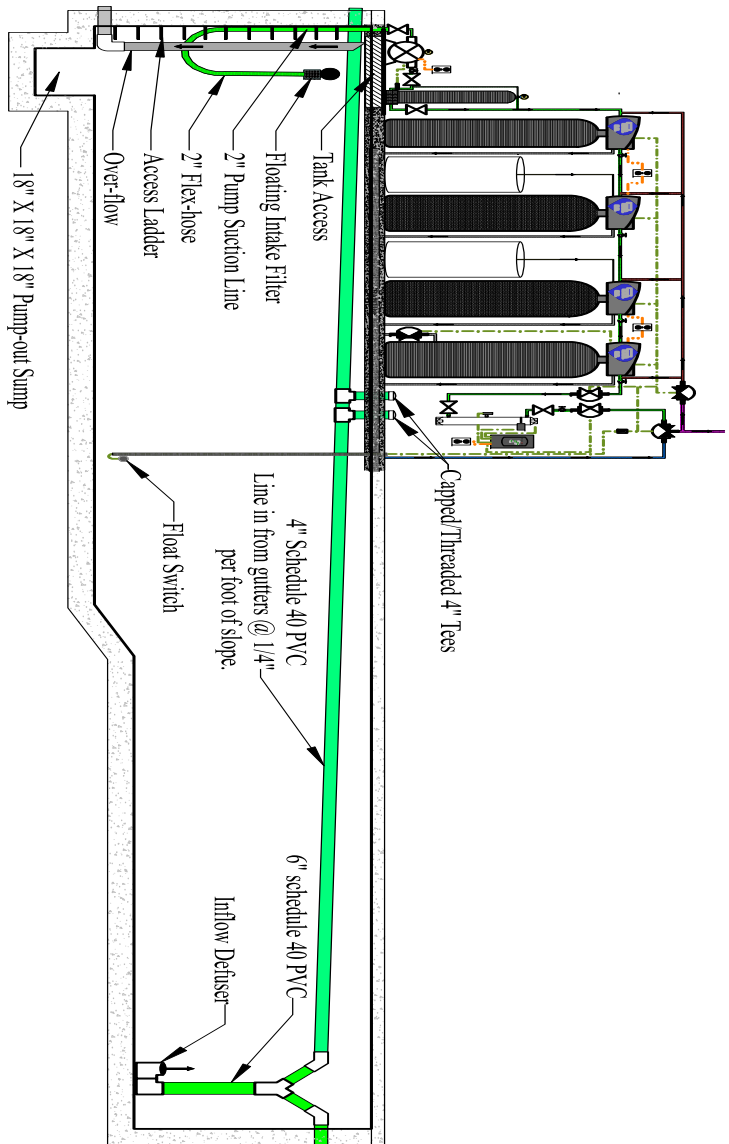 Tank Access
Floating Intake Filter
2" Pump Suction Line
2" Flex-hose
Access Ladder
Over-flow
18" X 18" X 18" Pump-out Sump
Capped/Threaded 4" Tees
Float Switch
4" Schedule 40 PVC
Line in from gutters @ 1/4"
per foot of slope.
6" schedule 40 PVC
Inflow Defuser